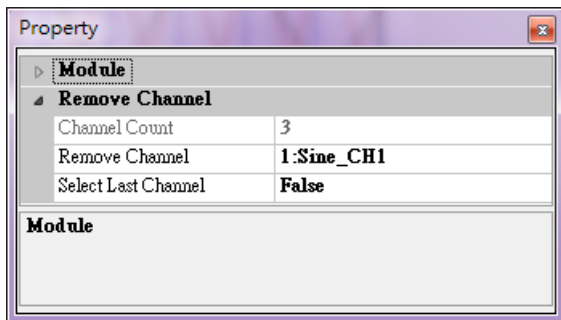 Property
Module
Remove Channel
Channel Count 3
Remove Channel 1:Sine_CH1
Select Last Channel False
Module